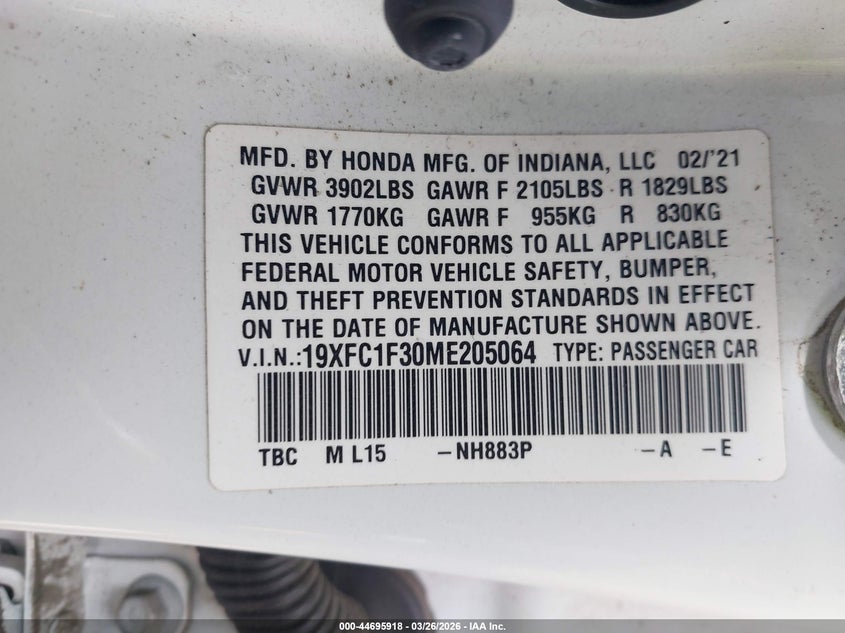 MFD. BY HONDA MFG. OF INDIANA, LLC 02/'21
GVWR 3902LBS GAWR F 2105LBS R 1829LBS
GVWR 1770KG GAWR F 955KG R 830KG
THIS VEHICLE CONFORMS TO ALL APPLICABLE
FEDERAL MOTOR VEHICLE SAFETY, BUMPER,
AND THEFT PREVENTION STANDARDS IN EFFECT
ON THE DATE OF MANUFACTURE SHOWN ABOVE.
V.I.N.:19XFC1F30ME205064 TYPE: PASSENGER CAR
TBC M L15 –NH883P –A –E
000-44695918 | 03/26/2026 – IAA Inc.